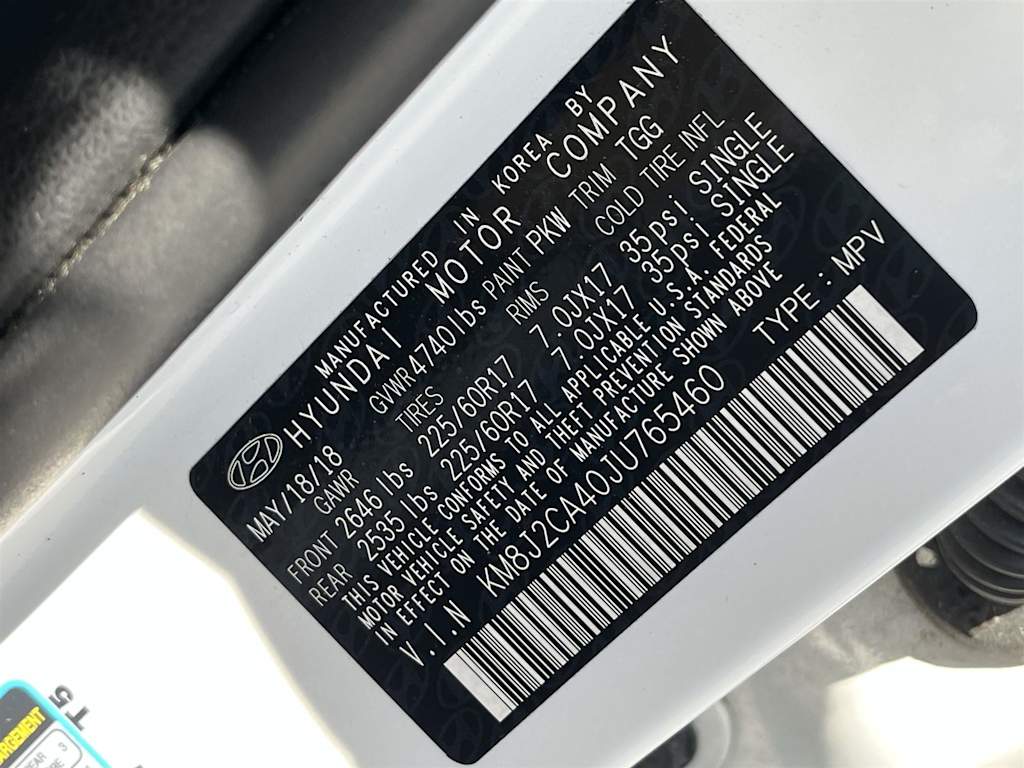 MANUFACTURED IN KOREA BY
HYUNDAI MOTOR COMPANY
MAY/18/18 GVWR 4740lbs PAINT PKW TRIM TGG
GAWR TIRES RIMS COLD TIRE INFL
FRONT 2646 lbs 225/60R17 7.0JX17 35psi SINGLE
REAR 2535 lbs 225/60R17 7.0JX17 35psi SINGLE
THIS VEHICLE CONFORMS TO ALL APPLICABLE U.S.A. FEDERAL
MOTOR VEHICLE SAFETY AND THEFT PREVENTION STANDARDS
IN EFFECT ON THE DATE OF MANUFACTURE SHOWN ABOVE
V.I.N KM8J2CA40JU765460 TYPE : MPV
T5
3